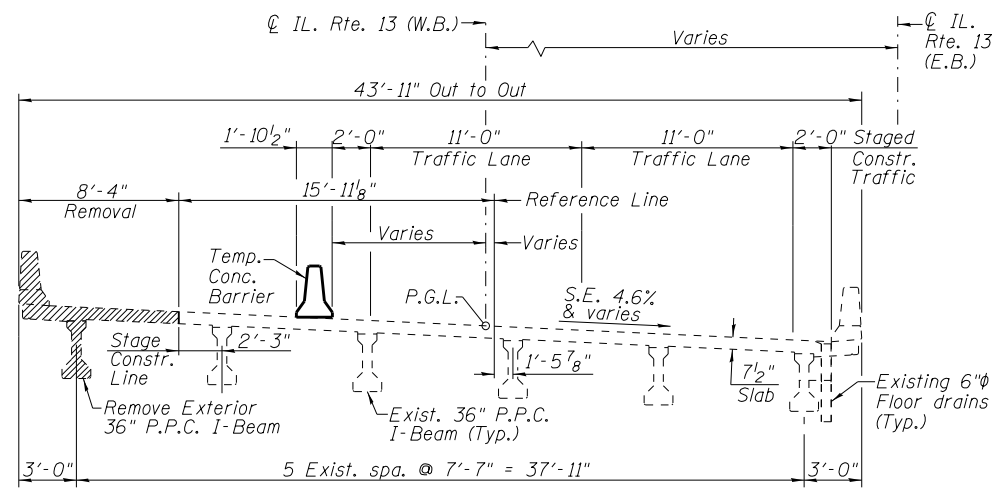 ℄ IL. Rte. 13 (W.B.)
℄ IL.
Rte. 13
(E.B.)
Varies
43'-11" Out to Out
1'-10½"
2'-0"
11'-0"
Traffic Lane
11'-0"
Traffic Lane
2'-0" Staged
Constr.
Traffic
8'-4"
Removal
15'-11⅛"
Reference Line
Varies
Varies
Temp.
Conc.
Barrier
P.G.L.
S.E. 4.6%
& varies
Stage
Constr.
Line
2'-3"
1'-5⅞"
7½"
Slab
Existing 6"ϕ
Floor drains
(Typ.)
Remove Exterior
36" P.P.C. I-Beam
Exist. 36" P.P.C.
I-Beam (Typ.)
3'-0"
5 Exist. spa. @ 7'-7" = 37'-11"
3'-0"